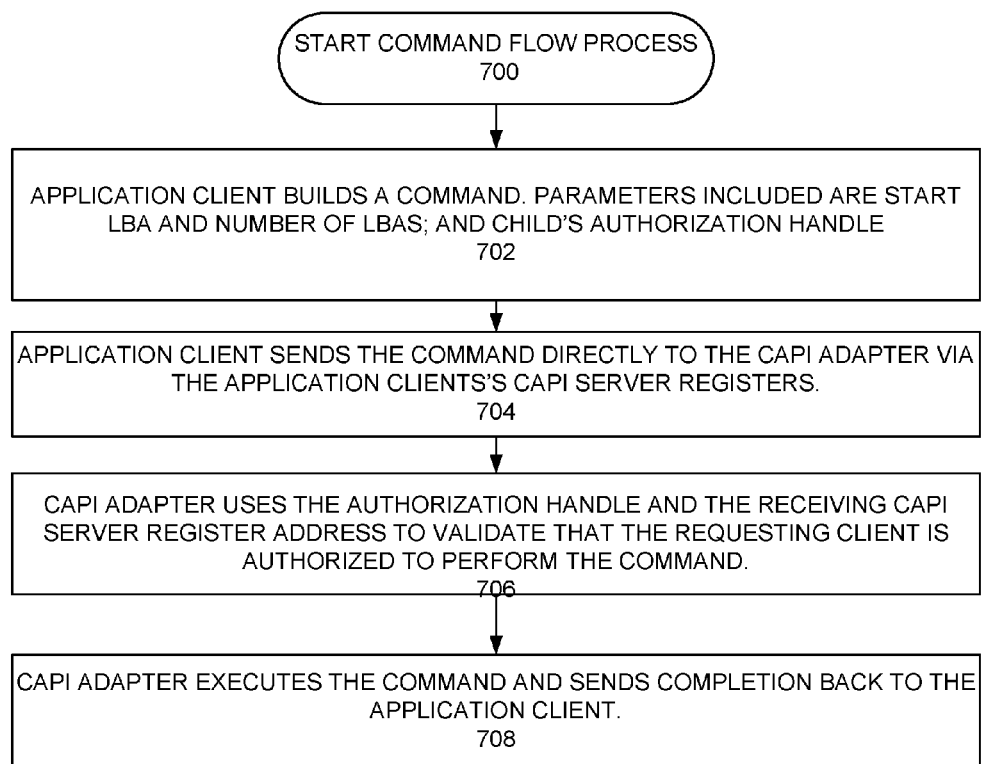 START COMMAND FLOW PROCESS
700
APPLICATION CLIENT BUILDS A COMMAND. PARAMETERS INCLUDED ARE START
LBA AND NUMBER OF LBAS; AND CHILD'S AUTHORIZATION HANDLE
702
APPLICATION CLIENT SENDS THE COMMAND DIRECTLY TO THE CAPI ADAPTER VIA
THE APPLICATION CLIENTS'S CAPI SERVER REGISTERS.
704
CAPI ADAPTER USES THE AUTHORIZATION HANDLE AND THE RECEIVING CAPI
SERVER REGISTER ADDRESS TO VALIDATE THAT THE REQUESTING CLIENT IS
AUTHORIZED TO PERFORM THE COMMAND.
706
CAPI ADAPTER EXECUTES THE COMMAND AND SENDS COMPLETION BACK TO THE
APPLICATION CLIENT.
708